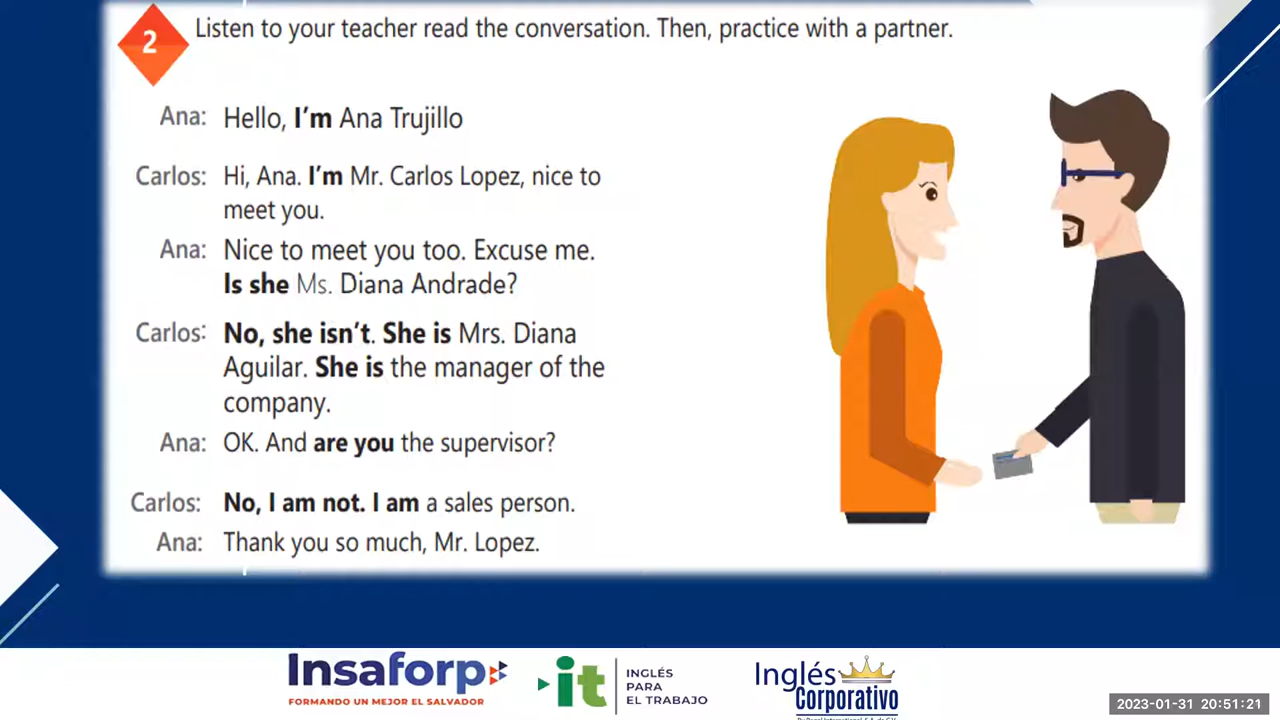 2
Listen to your teacher read the conversation. Then, practice with a partner.
Ana: Hello, I'm Ana Trujillo
Carlos: Hi, Ana. I'm Mr. Carlos Lopez, nice to
meet you.
Ana: Nice to meet you too. Excuse me.
Is she Ms. Diana Andrade?
Carlos: No, she isn't. She is Mrs. Diana
Aguilar. She is the manager of the
company.
Ana: OK. And are you the supervisor?
Carlos: No, I am not. I am a sales person.
Ana: Thank you so much, Mr. Lopez.
Insaforp
FORMANDO UN MEJOR EL SALVADOR
it
INGLÉS
PARA
EL TRABAJO
Inglés
Corporativo
2023-01-31 20:51:21